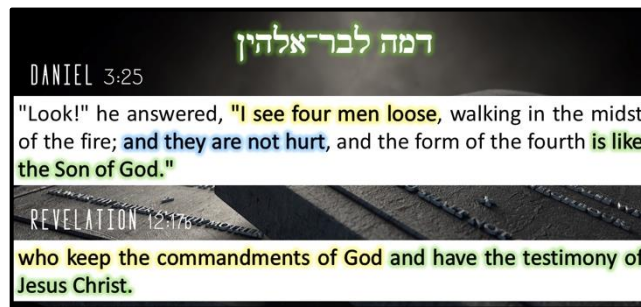 דמה לבר־אלהין
DANIEL 3:25
"Look!" he answered, "I see four men loose, walking in the midst
of the fire; and they are not hurt, and the form of the fourth is like
the Son of God."
REVELATION 12:17b
who keep the commandments of God and have the testimony of
Jesus Christ.